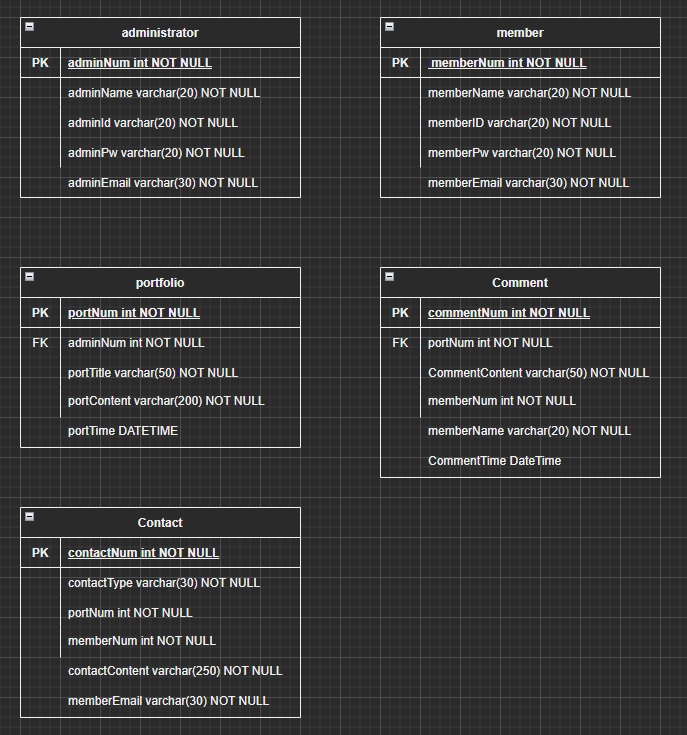 administrator
PK adminNum int NOT NULL
adminName varchar(20) NOT NULL
adminId varchar(20) NOT NULL
adminPw varchar(20) NOT NULL
adminEmail varchar(30) NOT NULL
member
PK memberNum int NOT NULL
memberName varchar(20) NOT NULL
memberID varchar(20) NOT NULL
memberPw varchar(20) NOT NULL
memberEmail varchar(30) NOT NULL
portfolio
PK portNum int NOT NULL
FK adminNum int NOT NULL
portTitle varchar(50) NOT NULL
portContent varchar(200) NOT NULL
portTime DATETIME
Comment
PK commentNum int NOT NULL
FK portNum int NOT NULL
CommentContent varchar(50) NOT NULL
memberNum int NOT NULL
memberName varchar(20) NOT NULL
CommentTime DateTime
Contact
PK contactNum int NOT NULL
contactType varchar(30) NOT NULL
portNum int NOT NULL
memberNum int NOT NULL
contactContent varchar(250) NOT NULL
memberEmail varchar(30) NOT NULL